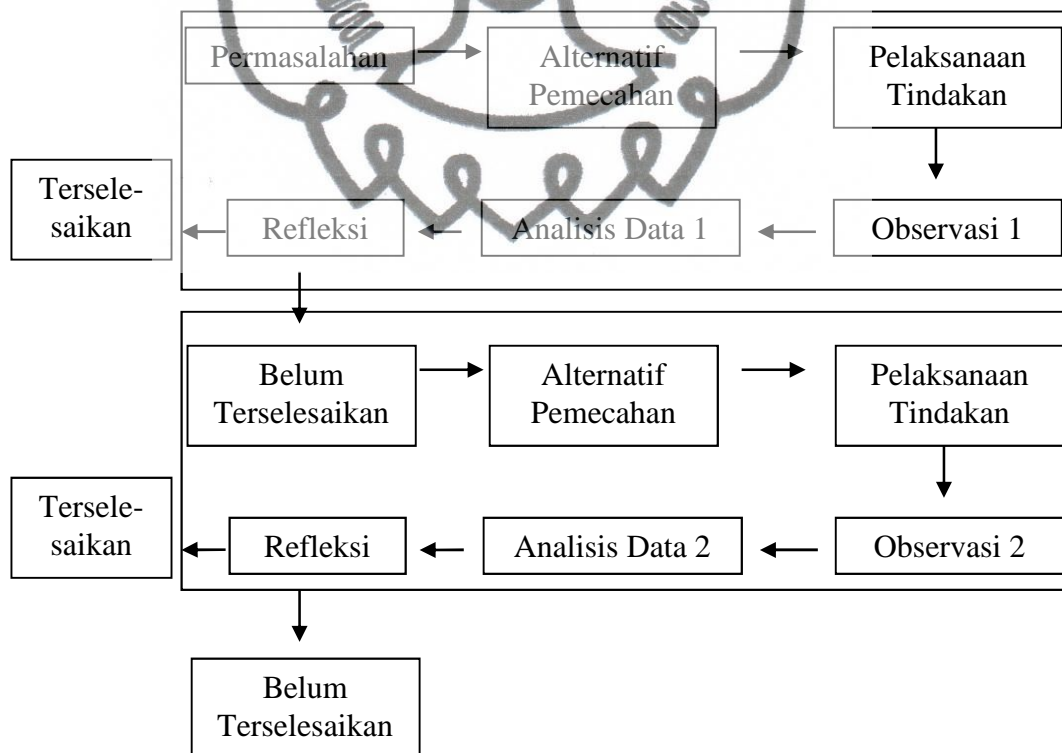 Permasalahan
Alternatif
Pemecahan
Pelaksanaan
Tindakan
Tersele-
saikan
Refleksi
Analisis Data 1
Observasi 1
Belum
Terselesaikan
Alternatif
Pemecahan
Pelaksanaan
Tindakan
Tersele-
saikan
Refleksi
Analisis Data 2
Observasi 2
Belum
Terselesaikan